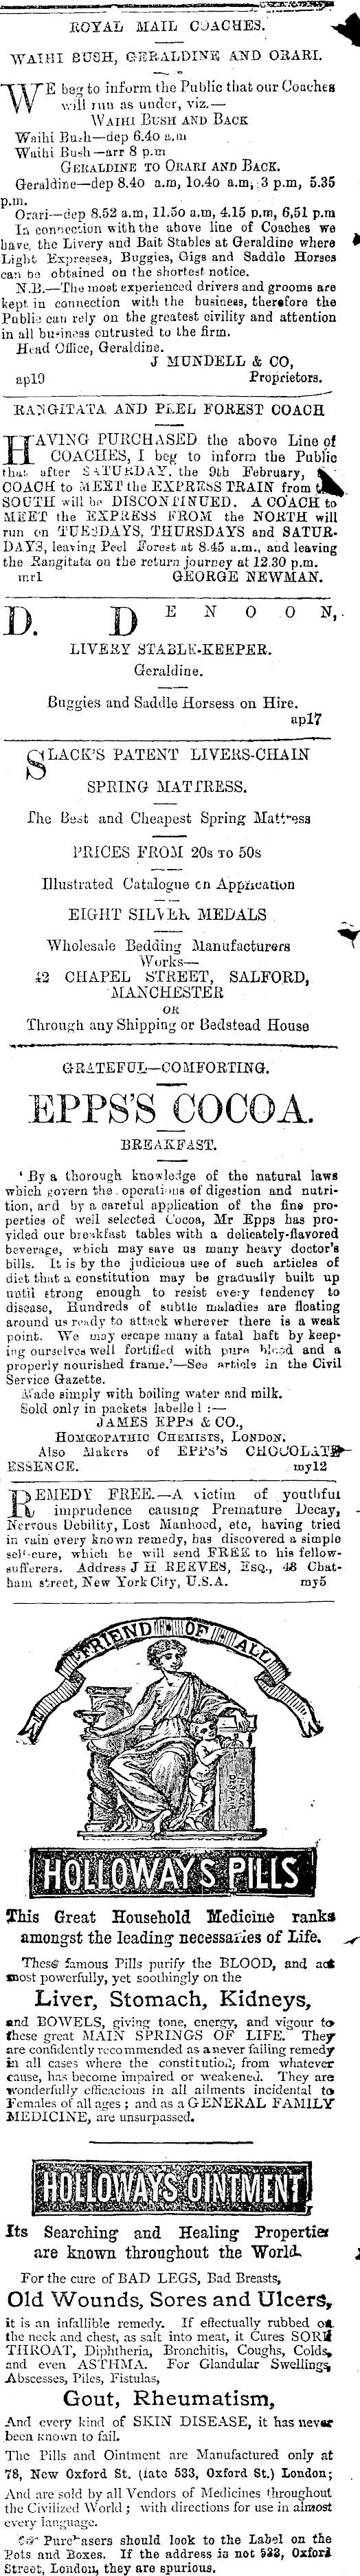 ROYAL MAIL COACHES.
WAIHI BUSH, GERALDINE AND ORARI.
WE beg to inform the Public that our Coaches
will run as under, viz.—
WAIHI BUSH AND BACK
Waihi Bush—dep 6.40 a.m
Waihi Bush—arr 8 p.m
GERALDINE TO ORARI AND BACK.
Geraldine—dep 8.40 a.m, 10.40 a.m, 3 p.m, 5.35
p.m.
Orari—dep 8.52 a.m, 11.50 a.m, 4.15 p.m, 6,51 p.m
In connection with the above line of Coaches we
have, the Livery and Bait Stables at Geraldine where
Light Expresses, Buggies, Gigs and Saddle Horses
can be obtained on the shortest notice.
N.B.—The most experienced drivers and grooms are
kept in connection with the business, therefore the
Public can rely on the greatest civility and attention
in all business entrusted to the firm.
Head Office, Geraldine.
J MUNDELL & CO,
ap19 Proprietors.
RANGITATA AND PEEL FOREST COACH
HAVING PURCHASED the above Line of
COACHES, I beg to inform the Public
that after SATURDAY, the 9th February,
COACH to MEET the EXPRESS TRAIN from
SOUTH will be DISCONTINUED. A COACH to
MEET the EXPRESS FROM the NORTH will
run on TUESDAYS, THURSDAYS and SATUR-
DAYS, leaving Peel Forest at 8.45 a.m., and leaving
the Rangitata on the return journey at 12.30 p.m.
mr1 GEORGE NEWMAN.
D. DENOON,
LIVERY STABLE-KEEPER.
Geraldine.
Buggies and Saddle Horsess on Hire.
ap17
SLACK'S PATENT LIVERS-CHAIN
SPRING MATTRESS.
The Best and Cheapest Spring Mattress
PRICES FROM 20s TO 50s
Illustrated Catalogue on Application
EIGHT SILVER MEDALS
Wholesale Bedding Manufacturers
Works—
42 CHAPEL STREET, SALFORD,
MANCHESTER
OR
Through any Shipping or Bedstead House
GRATEFUL—COMFORTING.
EPPS'S COCOA.
BREAKFAST.
' By a thorough knowledge of the natural laws
which govern the operations of digestion and nutri-
tion, and by a careful application of the fine pro-
perties of well selected Cocoa, Mr Epps has pro-
vided our breakfast tables with a delicately-flavored
beverage, which may save us many heavy doctor's
bills. It is by the judicious use of such articles of
diet that a constitution may be gradually built up
until strong enough to resist every tendency to
disease, Hundreds of subtle maladies are floating
around us ready to attack wherever there is a weak
point. We may escape many a fatal haft by keep-
ing ourselves well fortified with pure blood and a
properly nourished frame.'—See article in the Civil
Service Gazette.
Made simply with boiling water and milk.
Sold only in packets labelled :—
JAMES EPPS & CO.,
HOMŒOPATHIC CHEMISTS, LONDON.
Also Makers of EPPS'S CHOCOLATE
ESSENCE. my12
REMEDY FREE.—A victim of youthful
imprudence causing Premature Decay,
Nervous Debility, Lost Manhood, etc, having tried
in vain every known remedy, has discovered a simple
self-cure, which he will send FREE to his fellow-
sufferers. Address J H REEVES, ESQ., 43 Chat-
ham street, New York City, U.S.A. my5
FRIEND OF ALL
HOLLOWAY'S PILLS
This Great Household Medicine ranks
amongst the leading necessaries of Life.
These famous Pills purify the BLOOD, and act
most powerfully, yet soothingly on the
Liver, Stomach, Kidneys,
and BOWELS, giving tone, energy, and vigour to
these great MAIN SPRINGS OF LIFE. They
are confidently recommended as a never failing remedy
in all cases where the constitution, from whatever
cause, has become impaired or weakened. They are
wonderfully efficacious in all ailments incidental to
Females of all ages ; and as a GENERAL FAMILY
MEDICINE, are unsurpassed.
HOLLOWAYS OINTMENT
Its Searching and Healing Properties
are known throughout the World.
For the cure of BAD LEGS, Bad Breasts,
Old Wounds, Sores and Ulcers,
it is an infallible remedy. If effectually rubbed on
the neck and chest, as salt into meat, it Cures SORE
THROAT, Diphtheria, Bronchitis, Coughs, Colds,
and even ASTHMA. For Glandular Swellings,
Abscesses, Piles, Fistulas,
Gout, Rheumatism,
And every kind of SKIN DISEASE, it has never
been known to fail.
The Pills and Ointment are Manufactured only at
78, New Oxford St. (late 533, Oxford St.) London;
And are sold by all Vendors of Medicines throughout
the Civilized World ; with directions for use in almost
every language.
☞ Purchasers should look to the Label on the
Pots and Boxes. If the address is not 533, Oxford
Street, London, they are spurious.